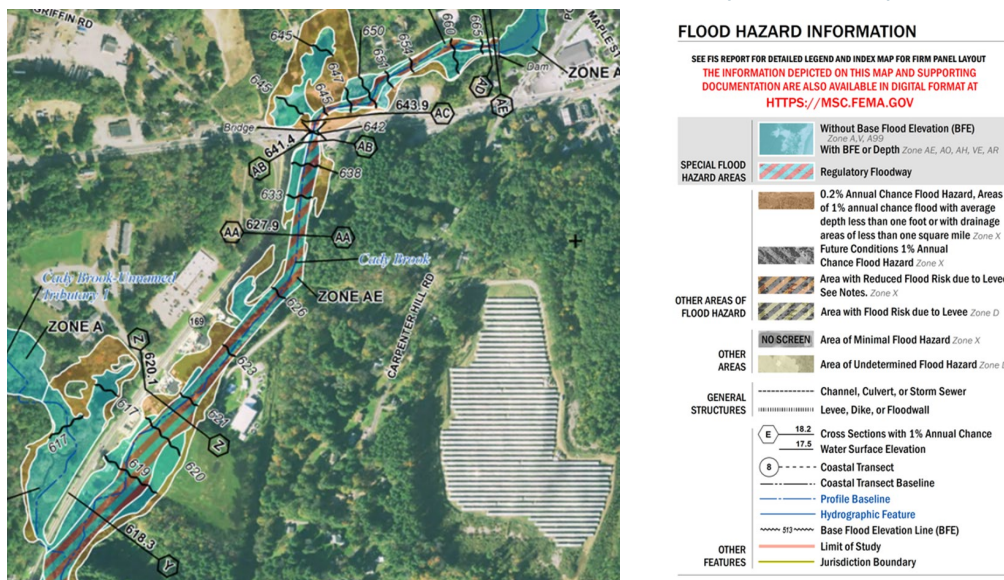 GRIFFIN RD
645
650
654
660
665
MAPLE ST
Dam
ZONE A
651
647
645
645
AD
AE
643.9
AC
Bridge
642
641.4
AB
AB
638
633
627.9
AA
AA
Cady Brook
Cady Brook-Unnamed
Tributary 1
ZONE AE
626
CARPENTER HILL RD
ZONE A
169
Z
620.1
623
617
621
Z
617
619
620
618.3
Y
FLOOD HAZARD INFORMATION
SEE FIS REPORT FOR DETAILED LEGEND AND INDEX MAP FOR FIRM PANEL LAYOUT
THE INFORMATION DEPICTED ON THIS MAP AND SUPPORTING
DOCUMENTATION ARE ALSO AVAILABLE IN DIGITAL FORMAT AT
HTTPS://MSC.FEMA.GOV
SPECIAL FLOOD
HAZARD AREAS
Without Base Flood Elevation (BFE)
Zone A,V, A99
With BFE or Depth Zone AE, AO, AH, VE, AR
Regulatory Floodway
OTHER AREAS OF
FLOOD HAZARD
0.2% Annual Chance Flood Hazard, Areas
of 1% annual chance flood with average
depth less than one foot or with drainage
areas of less than one square mile Zone X
Future Conditions 1% Annual
Chance Flood Hazard Zone X
Area with Reduced Flood Risk due to Levee
See Notes. Zone X
Area with Flood Risk due to Levee Zone D
OTHER
AREAS
NO SCREEN Area of Minimal Flood Hazard Zone X
Area of Undetermined Flood Hazard Zone D
GENERAL
STRUCTURES
Channel, Culvert, or Storm Sewer
Levee, Dike, or Floodwall
E 18.2 Cross Sections with 1% Annual Chance
17.5 Water Surface Elevation
8 Coastal Transect
Coastal Transect Baseline
Profile Baseline
Hydrographic Feature
513 Base Flood Elevation Line (BFE)
OTHER
FEATURES
Limit of Study
Jurisdiction Boundary